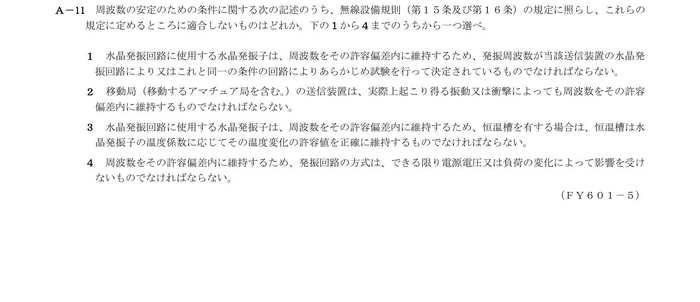 A－11　周波数の安定のための条件に関する次の記述のうち、無線設備規則（第１５条及び第１６条）の規定に照らし、これらの
規定に定めるところに適合しないものはどれか。下の１から４までのうちから一つ選べ。
１　水晶発振回路に使用する水晶発振子は、周波数をその許容偏差内に維持するため、発振周波数が当該送信装置の水晶発
振回路により又はこれと同一の条件の回路によりあらかじめ試験を行って決定されているものでなければならない。
２　移動局（移動するアマチュア局を含む。）の送信装置は、実際上起こり得る振動又は衝撃によっても周波数をその許容
偏差内に維持するものでなければならない。
３　水晶発振回路に使用する水晶発振子は、周波数をその許容偏差内に維持するため、恒温槽を有する場合は、恒温槽は水
晶発振子の温度係数に応じてその温度変化の許容値を正確に維持するものでなければならない。
４　周波数をその許容偏差内に維持するため、発振回路の方式は、できる限り電源電圧又は負荷の変化によって影響を受け
ないものでなければならない。
（ＦＹ６０１－５）